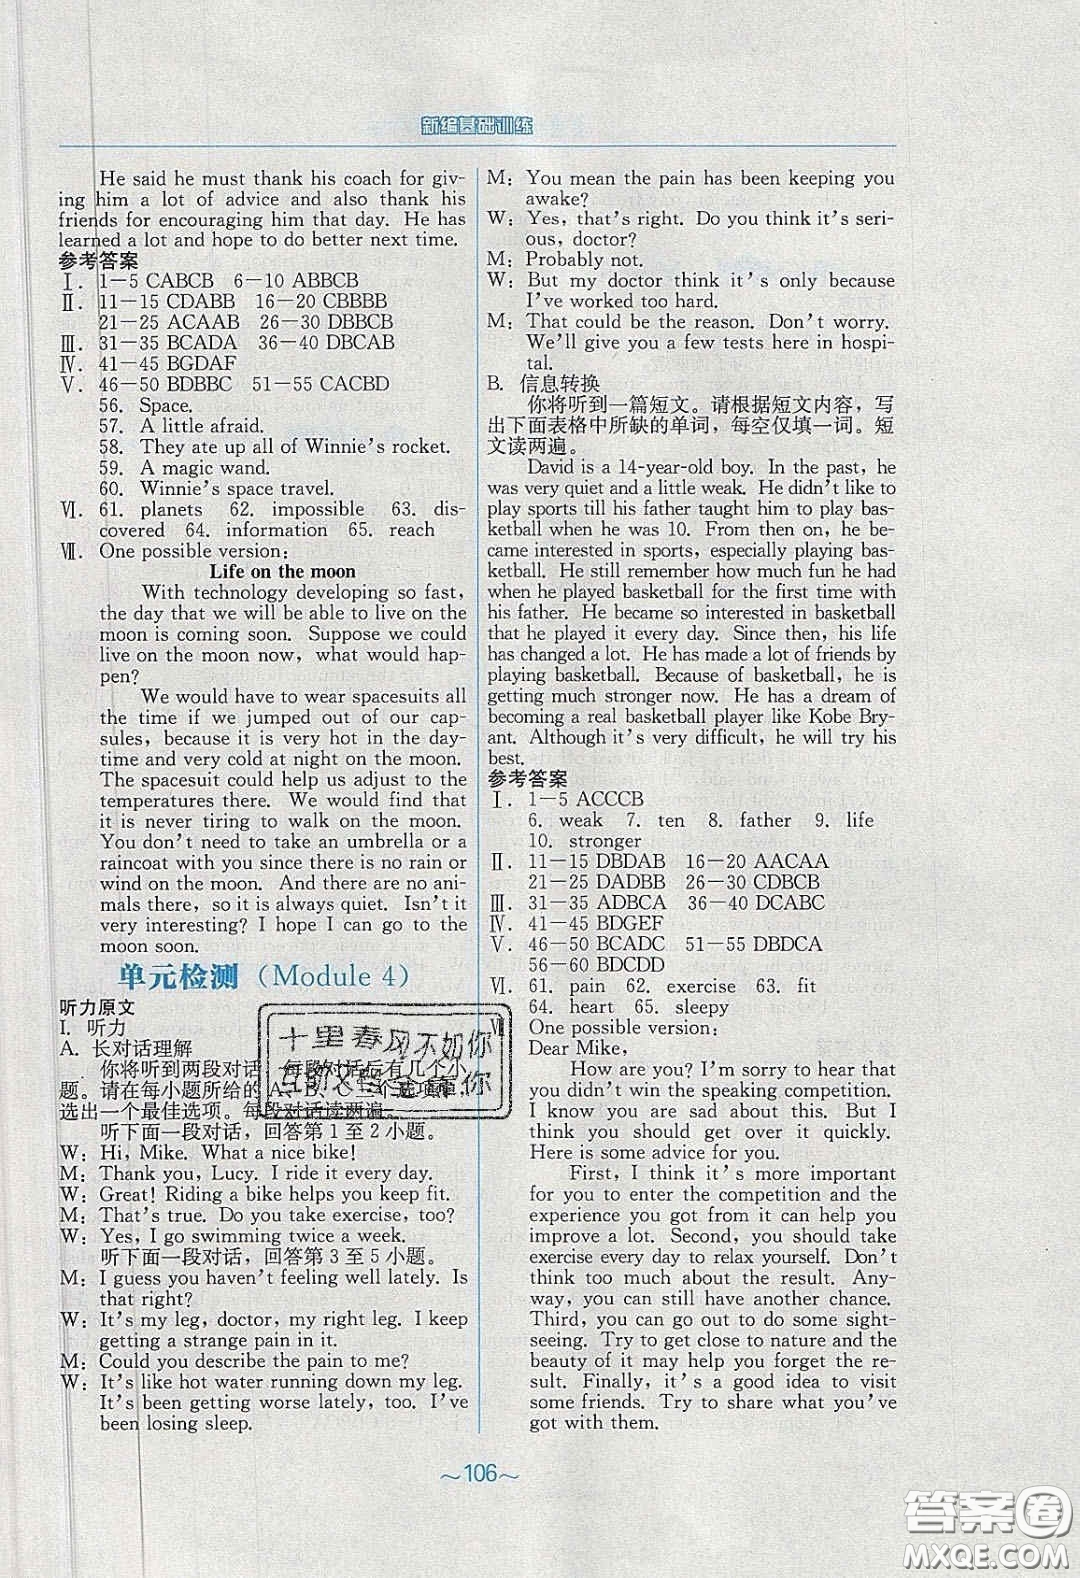 新编基础训练
He said he must thank his coach for giv-
ing him a lot of advice and also thank his
friends for encouraging him that day. He has
learned a lot and hope to do better next time.
参考答案
Ⅰ. 1—5 CABCB 6—10 ABBCB
Ⅱ. 11—15 CDABB 16—20 CBBBB
21—25 ACAAB 26—30 DBBCB
Ⅲ. 31—35 BCADA 36—40 DBCAB
Ⅳ. 41—45 BGDAF
Ⅴ. 46—50 BDBBC 51—55 CACBD
56. Space.
57. A little afraid.
58. They ate up all of Winnie's rocket.
59. A magic wand.
60. Winnie's space travel.
Ⅵ. 61. planets 62. impossible 63. dis-
covered 64. information 65. reach
Ⅶ. One possible version:
Life on the moon
With technology developing so fast,
the day that we will be able to live on the
moon is coming soon. Suppose we could
live on the moon now, what would hap-
pen?
We would have to wear spacesuits all
the time if we jumped out of our cap-
sules, because it is very hot in the day-
time and very cold at night on the moon.
The spacesuit could help us adjust to the
temperatures there. We would find that
it is never tiring to walk on the moon.
You don't need to take an umbrella or a
raincoat with you since there is no rain or
wind on the moon. And there are no ani-
mals there, so it is always quiet. Isn't it
very interesting? I hope I can go to the
moon soon.
单元检测 (Module 4)
听力原文
Ⅰ. 听力
A. 长对话理解
你将听到两段对话，每段对话后有几个小
题。请在每小题所给的 A、B、C 三个选项中，
选出一个最佳选项。每段对话读两遍。
听下面一段对话，回答第 1 至 2 小题。
W: Hi, Mike. What a nice bike!
M: Thank you, Lucy. I ride it every day.
W: Great! Riding a bike helps you keep fit.
M: That's true. Do you take exercise, too?
W: Yes, I go swimming twice a week.
听下面一段对话，回答第 3 至 5 小题。
M: I guess you haven't feeling well lately. Is
that right?
W: It's my leg, doctor, my right leg. I keep
getting a strange pain in it.
M: Could you describe the pain to me?
W: It's like hot water running down my leg.
It's been getting worse lately, too. I've
been losing sleep.
M: You mean the pain has been keeping you
awake?
W: Yes, that's right. Do you think it's seri-
ous, doctor?
M: Probably not.
W: But my doctor think it's only because
I've worked too hard.
M: That could be the reason. Don't worry.
We'll give you a few tests here in hospi-
tal.
B. 信息转换
你将听到一篇短文。请根据短文内容，写
出下面表格中所缺的单词，每空仅填一词。短
文读两遍。
David is a 14-year-old boy. In the past, he
was very quiet and a little weak. He didn't like to
play sports till his father taught him to play bas-
ketball when he was 10. From then on, he be-
came interested in sports, especially playing bas-
ketball. He still remember how much fun he had
when he played basketball for the first time with
his father. He became so interested in basketball
that he played it every day. Since then, his life
has changed a lot. He has made a lot of friends by
playing basketball. Because of basketball, he is
getting much stronger now. He has a dream of
becoming a real basketball player like Kobe Bry-
ant. Although it's very difficult, he will try his
best.
参考答案
Ⅰ. 1—5 ACCCB
6. weak 7. ten 8. father 9. life
10. stronger
Ⅱ. 11—15 DBDAB 16—20 AACAA
21—25 DADBB 26—30 CDBCB
Ⅲ. 31—35 ADBCA 36—40 DCABC
Ⅳ. 41—45 BDGEF
Ⅴ. 46—50 BCADC 51—55 DBDCA
56—60 BDCDD
Ⅵ. 61. pain 62. exercise 63. fit
64. heart 65. sleepy
Ⅶ. One possible version:
Dear Mike,
How are you? I'm sorry to hear that
you didn't win the speaking competition.
I know you are sad about this. But I
think you should get over it quickly.
Here is some advice for you.
First, I think it's more important
for you to enter the competition and the
experience you got from it can help you
improve a lot. Second, you should take
exercise every day to relax yourself. Don't
think too much about the result. Any-
way, you can still have another chance.
Third, you can go out to do some sight-
seeing. Try to get close to nature and the
beauty of it may help you forget the re-
sult. Finally, it's a good idea to visit
some friends. Try to share what you've
got with them.
十里春风不如你
互助文档当有你
～106～
答案圈
MXQE.COM